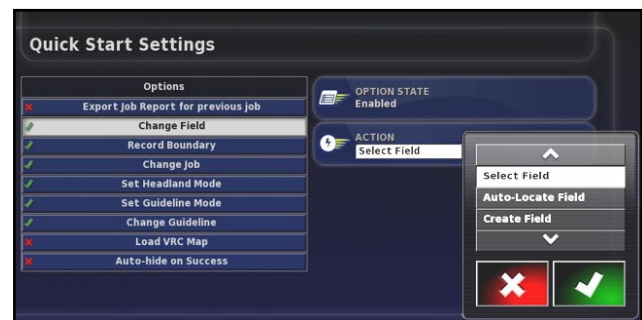 Quick Start Settings
Options
Export Job Report for previous job
Change Field
Record Boundary
Change Job
Set Headland Mode
Set Guideline Mode
Change Guideline
Load VRC Map
Auto-hide on Success
OPTION STATE
Enabled
ACTION
Select Field
Select Field
Auto-Locate Field
Create Field